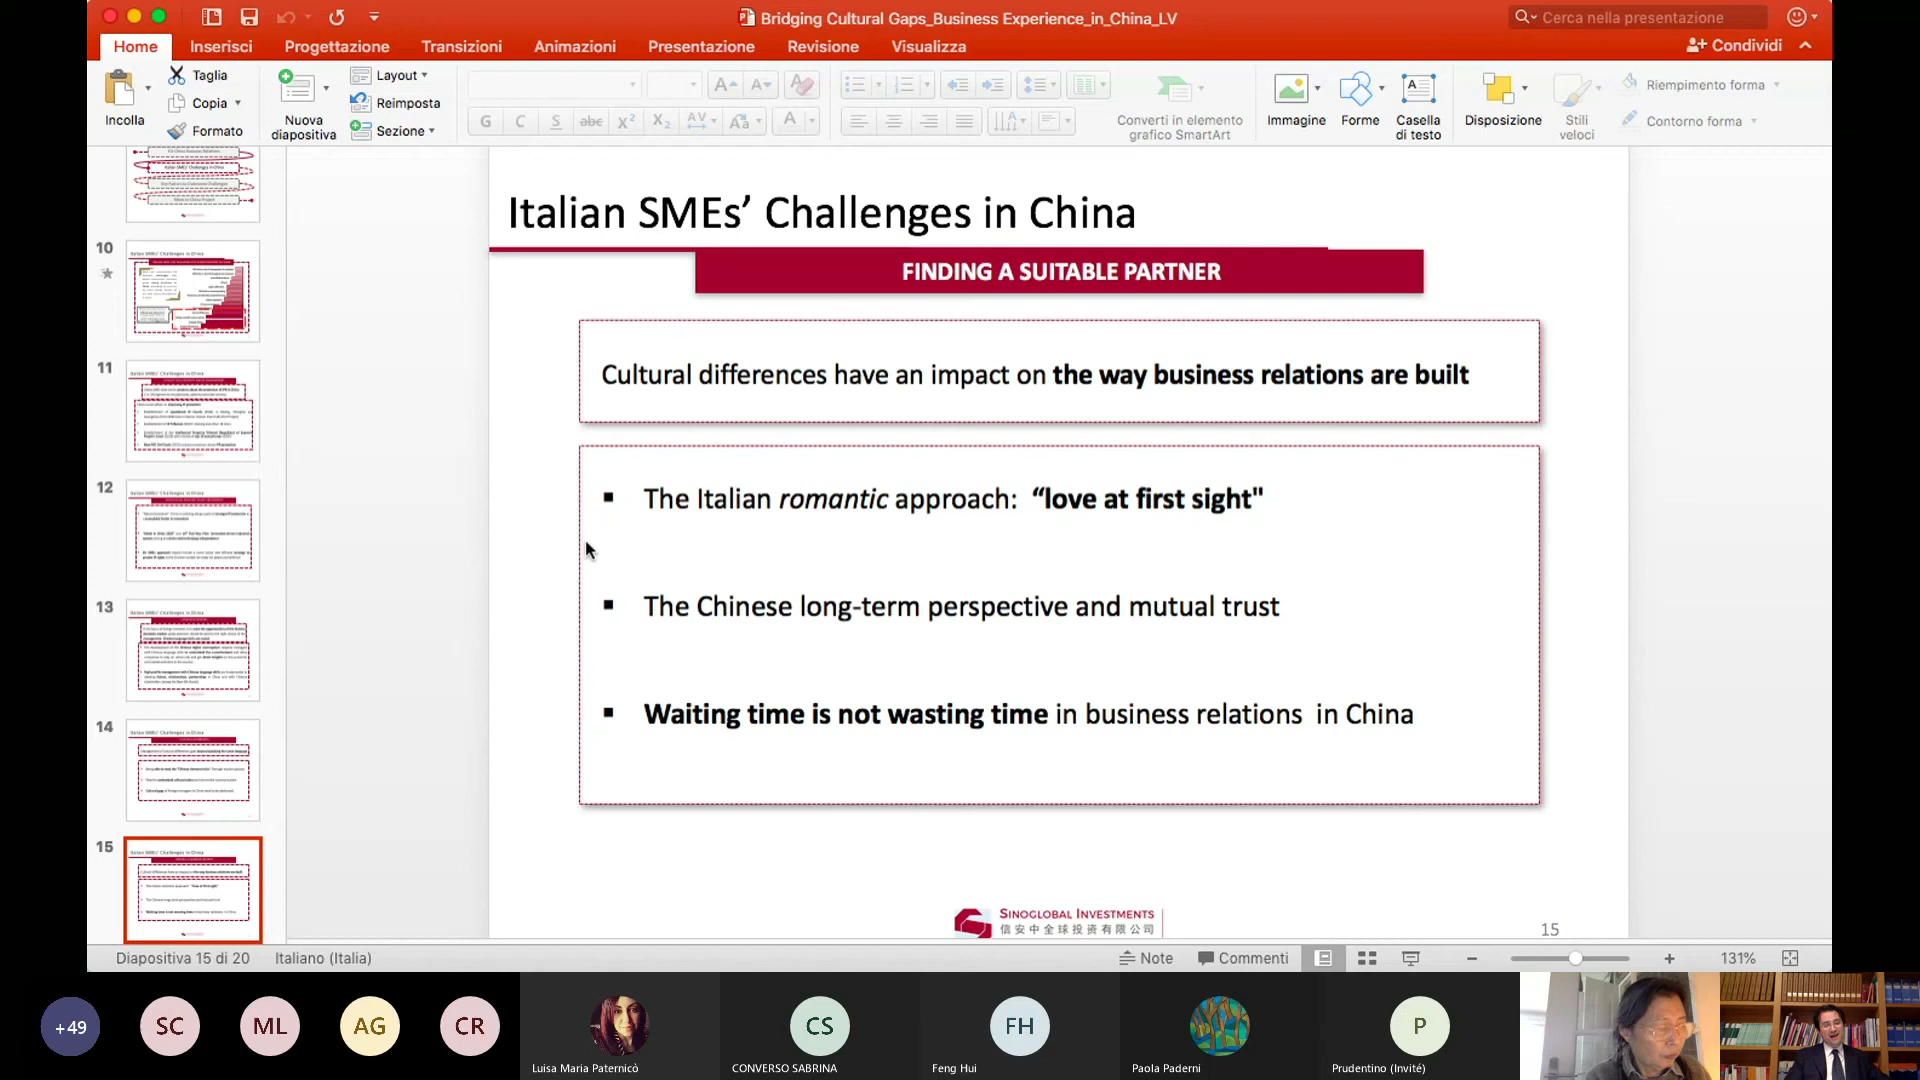 Bridging Cultural Gaps_Business Experience_in_China_LV
Cerca nella presentazione
Home Inserisci Progettazione Transizioni Animazioni Presentazione Revisione Visualizza
Condividi
Incolla
Taglia
Copia
Formato
Nuova
diapositiva
Layout
Reimposta
Sezione
G C S abc X² X₂ AV Aa A
Converti in elemento
grafico SmartArt
Immagine
Forme
Casella
di testo
Disposizione
Stili
veloci
Riempimento forma
Contorno forma
10
11
12
13
14
15
Italian SMEs’ Challenges in China
FINDING A SUITABLE PARTNER
Cultural differences have an impact on the way business relations are built
▪ The Italian romantic approach: “love at first sight"
▪ The Chinese long-term perspective and mutual trust
▪ Waiting time is not wasting time in business relations in China
SINOGLOBAL INVESTMENTS
信安中全球投资有限公司
15
Diapositiva 15 di 20
Italiano (Italia)
Note
Commenti
131%
+49
SC
ML
AG
CR
Luisa Maria Paternicò
CS
CONVERSO SABRINA
FH
Feng Hui
Paola Paderni
P
Prudentino (Invité)